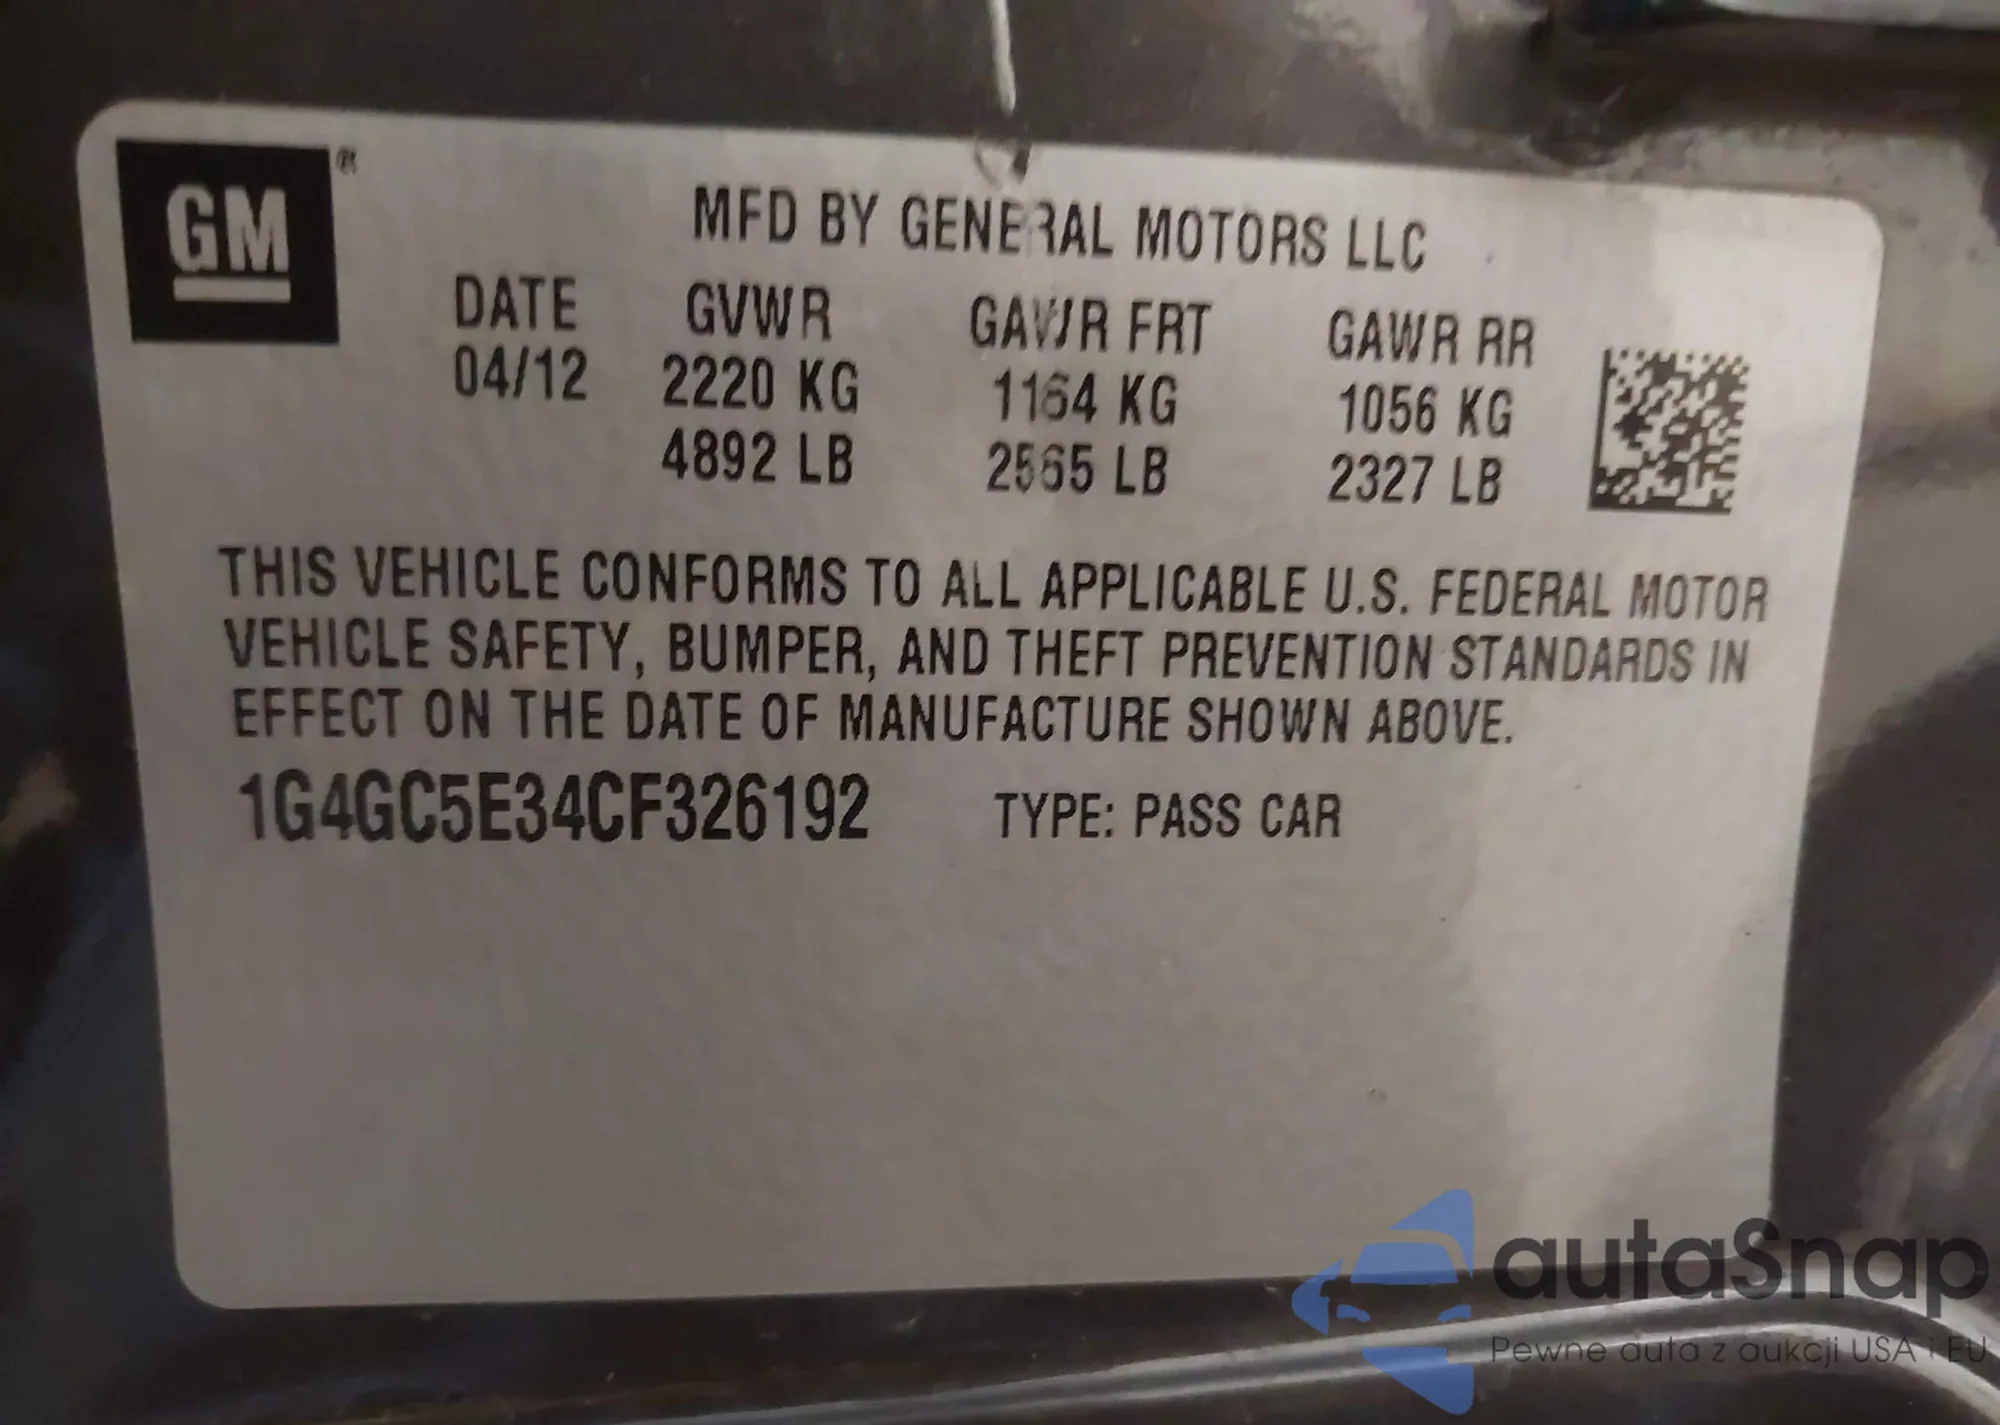 GM ®
MFD BY GENERAL MOTORS LLC
DATE GVWR GAWR FRT GAWR RR
04/12 2220 KG 1164 KG 1056 KG
4892 LB 2565 LB 2327 LB
THIS VEHICLE CONFORMS TO ALL APPLICABLE U.S. FEDERAL MOTOR
VEHICLE SAFETY, BUMPER, AND THEFT PREVENTION STANDARDS IN
EFFECT ON THE DATE OF MANUFACTURE SHOWN ABOVE.
1G4GC5E34CF326192 TYPE: PASS CAR
autaSnap
Pewne auta z aukcji USA i EU